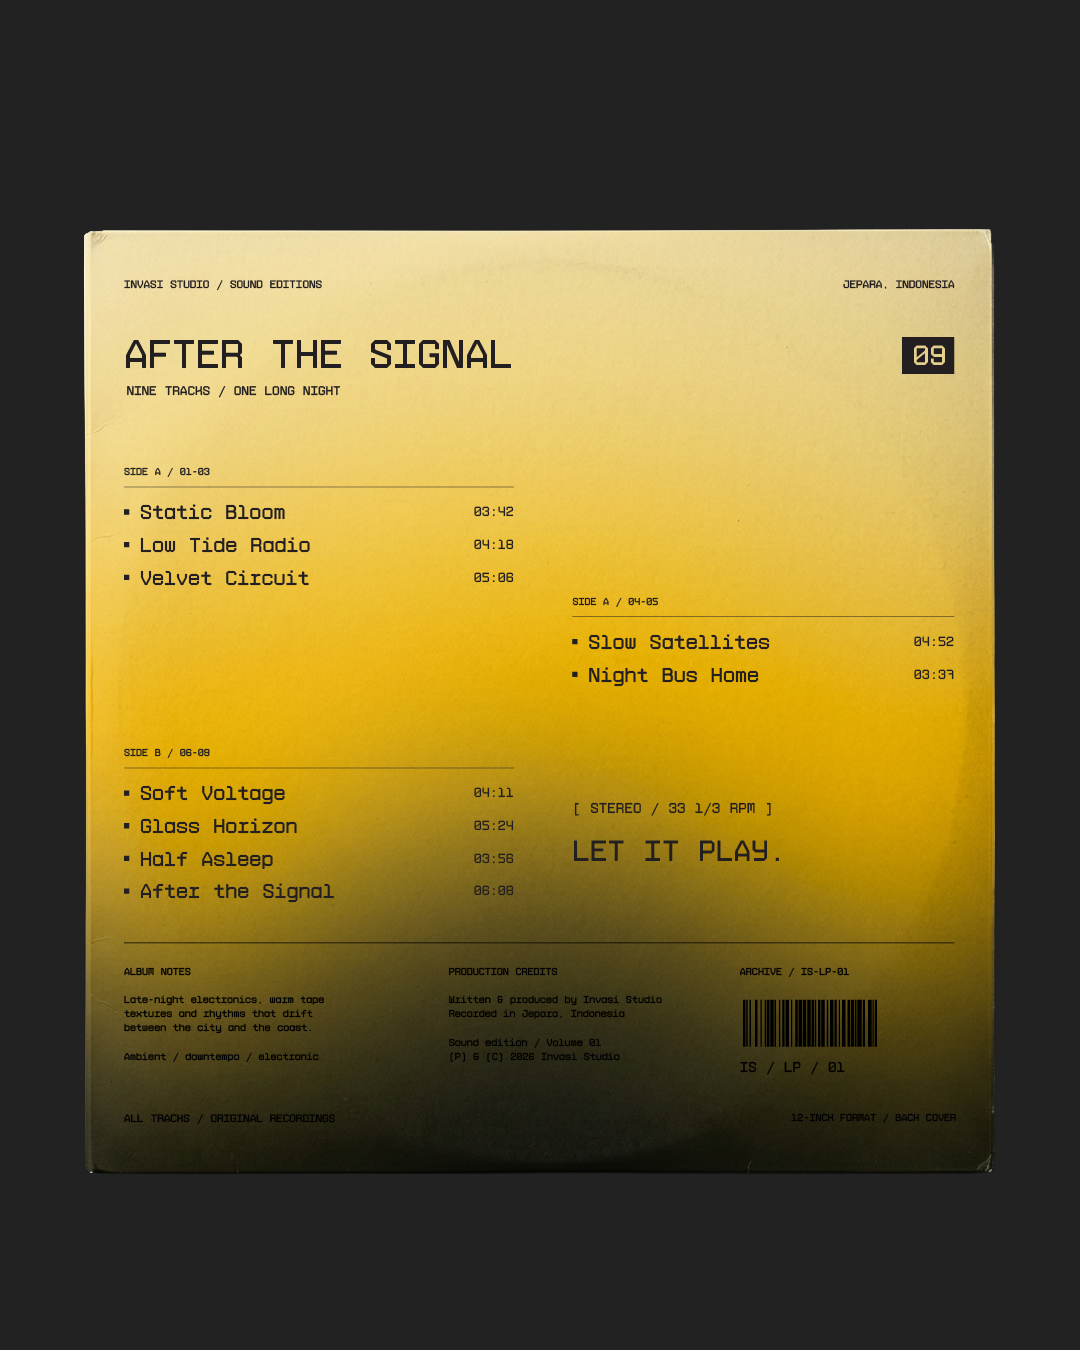 INVASI STUDIO / SOUND EDITIONS
JEPARA, INDONESIA
AFTER THE SIGNAL
09
NINE TRACKS / ONE LONG NIGHT
SIDE A / 01-03
▪ Static Bloom 03:42
▪ Low Tide Radio 04:18
▪ Velvet Circuit 05:06
SIDE A / 04-05
▪ Slow Satellites 04:52
▪ Night Bus Home 03:37
SIDE B / 06-09
▪ Soft Voltage 04:11
▪ Glass Horizon 05:24
▪ Half Asleep 03:56
▪ After the Signal 06:08
[ STEREO / 33 1/3 RPM ]
LET IT PLAY.
ALBUM NOTES
Late-night electronics, warm tape
textures and rhythms that drift
between the city and the coast.
Ambient / downtempo / electronic
PRODUCTION CREDITS
Written & produced by Invasi Studio
Recorded in Jepara, Indonesia
Sound edition / Volume 01
(P) & (C) 2026 Invasi Studio
ARCHIVE / IS-LP-01
IS / LP / 01
ALL TRACKS / ORIGINAL RECORDINGS
12-INCH FORMAT / BACK COVER